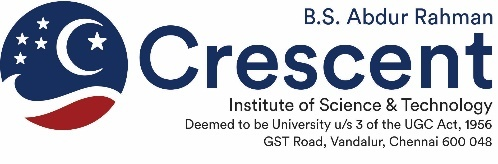 B.S. Abdur Rahman
Crescent
Institute of Science & Technology
Deemed to be University u/s 3 of the UGC Act, 1956
GST Road, Vandalur, Chennai 600 048